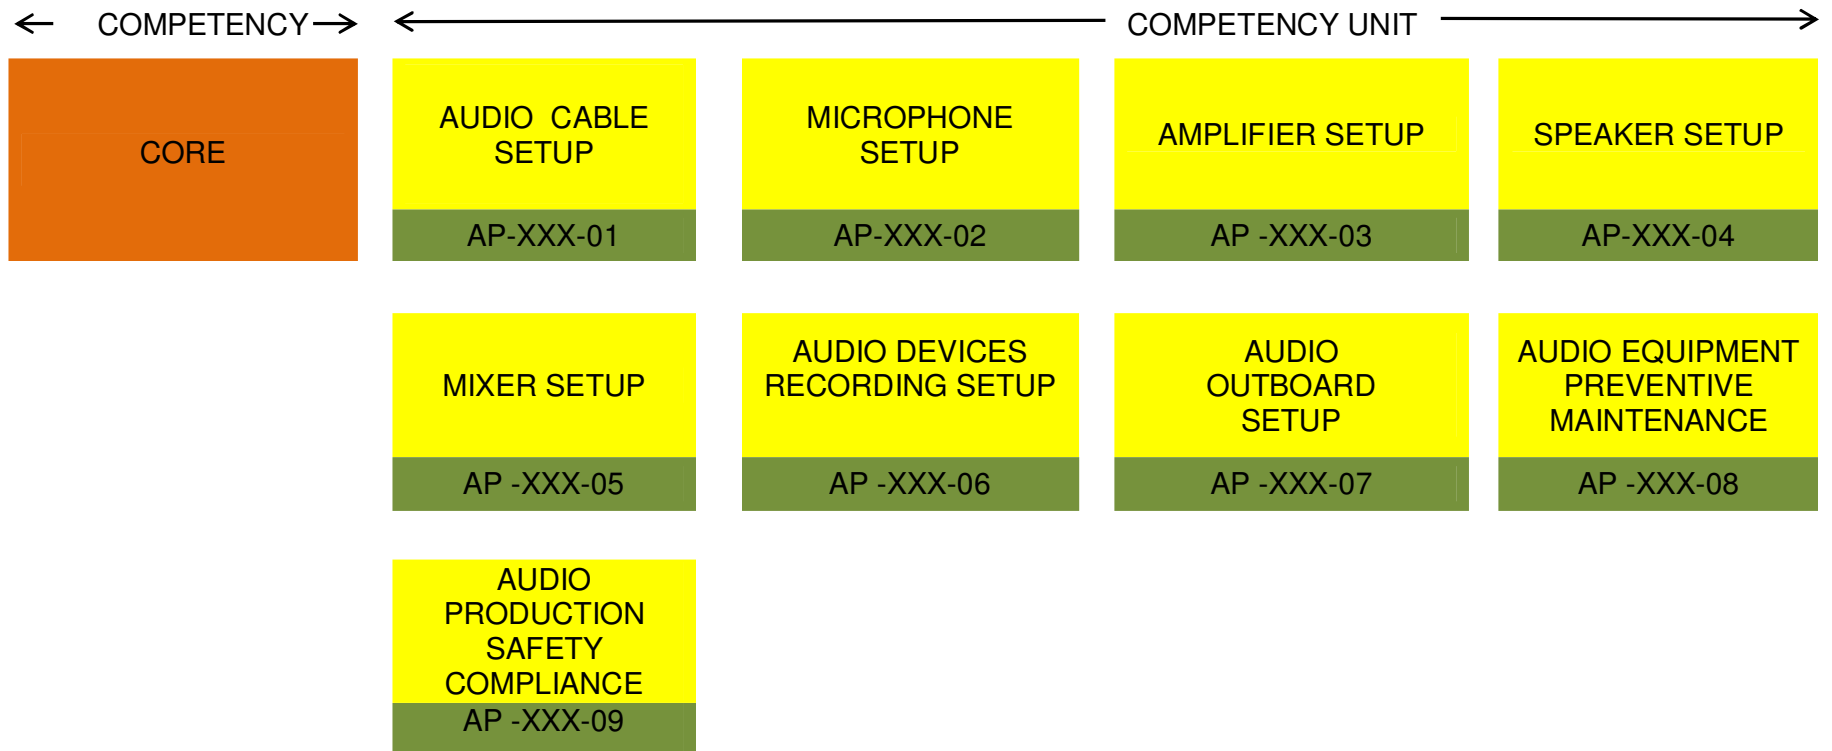 COMPETENCY
COMPETENCY UNIT
CORE
AUDIO CABLE
SETUP
AP-XXX-01
MICROPHONE
SETUP
AP-XXX-02
AMPLIFIER SETUP
AP -XXX-03
SPEAKER SETUP
AP-XXX-04
MIXER SETUP
AP -XXX-05
AUDIO DEVICES
RECORDING SETUP
AP -XXX-06
AUDIO
OUTBOARD
SETUP
AP -XXX-07
AUDIO EQUIPMENT
PREVENTIVE
MAINTENANCE
AP -XXX-08
AUDIO
PRODUCTION
SAFETY
COMPLIANCE
AP -XXX-09